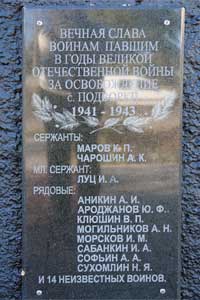 ВЕЧНАЯ СЛАВА
ВОИНАМ ПАВШИМ
В ГОДЫ ВЕЛИКОЙ
ОТЕЧЕСТВЕННОЙ ВОЙНЫ
ЗА ОСВОБОЖДЕНИЕ
с. ПОДГОРНОЕ
1941 - 1943
СЕРЖАНТЫ:
МАРОВ К. П.
ЧАРОШИН А. К.
МЛ. СЕРЖАНТ:
ЛУЦ И. А.
РЯДОВЫЕ:
АНИКИН А. И.
АРОДЖАНОВ Ю. Ф.
КЛЮШИН В. П.
МОГИЛЬНИКОВ А. Н.
МОРСКОВ И. М.
САБАНКИН И. А.
СОФЬИН А. А.
СУХОМЛИН Н. Я.
И 14 НЕИЗВЕСТНЫХ ВОИНОВ.